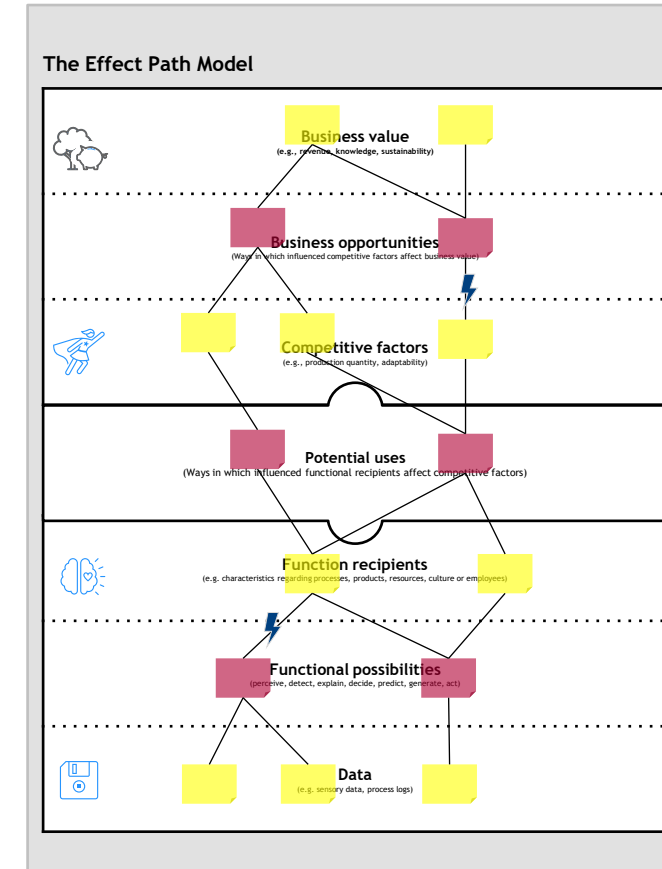 The Effect Path Model
Business value
(e.g., revenue, knowledge, sustainability)
Business opportunities
(Ways in which influenced competitive factors affect business value)
Competitive factors
(e.g., production quantity, adaptability)
Potential uses
(Ways in which influenced functional recipients affect competitive factors)
Function recipients
(e.g. characteristics regarding processes, products, resources, culture or employees)
Functional possibilities
(perceive, detect, explain, decide, predict, generate, act)
Data
(e.g. sensory data, process logs)